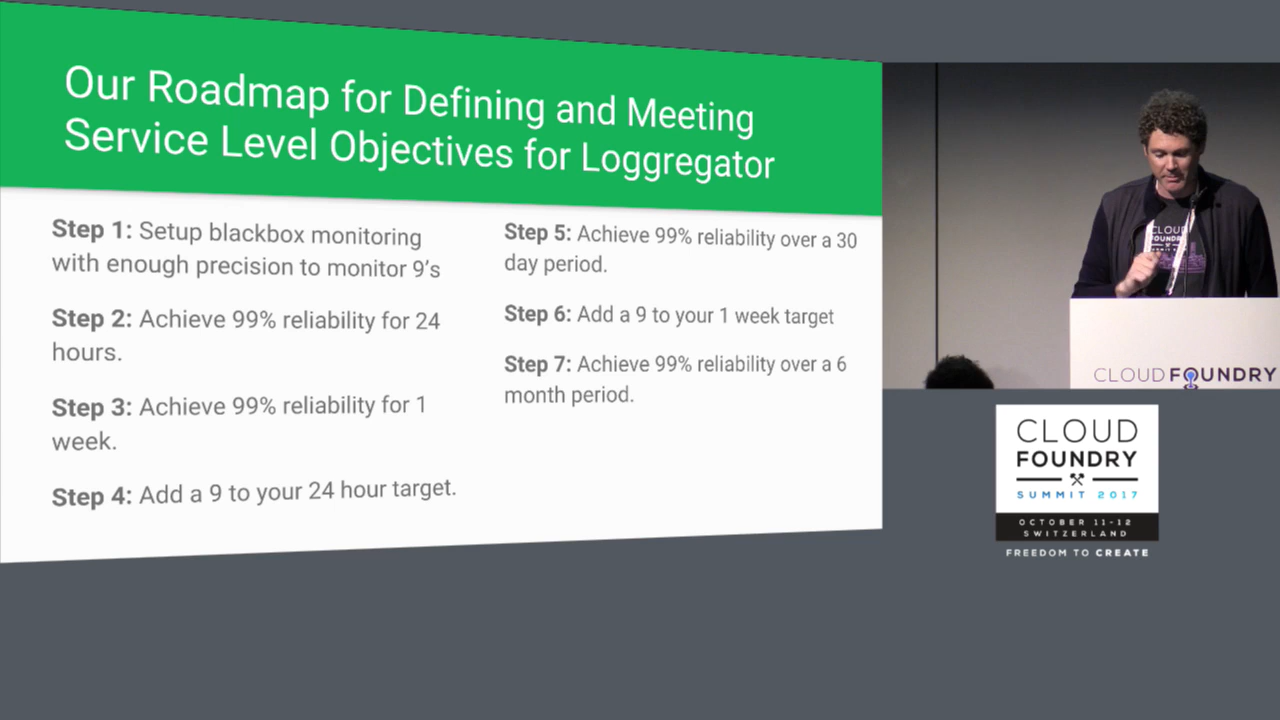 Our Roadmap for Defining and Meeting
Service Level Objectives for Loggregator
Step 1: Setup blackbox monitoring
with enough precision to monitor 9’s
Step 2: Achieve 99% reliability for 24
hours.
Step 3: Achieve 99% reliability for 1
week.
Step 4: Add a 9 to your 24 hour target.
Step 5: Achieve 99% reliability over a 30
day period.
Step 6: Add a 9 to your 1 week target
Step 7: Achieve 99% reliability over a 6
month period.
CLOUD
FOUNDRY
CLOUD FOUNDRY
CLOUD
FOUNDRY
SUMMIT 2017
OCTOBER 11-12
SWITZERLAND
FREEDOM TO CREATE